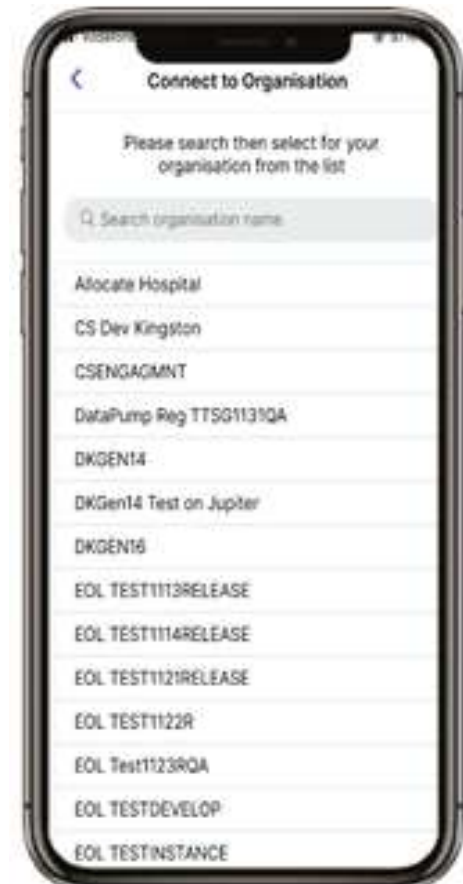 Connect to Organisation
Please search then select for your
organisation from the list
Search organisation name
Allocate Hospital
CS Dev Kingston
CSENGAGMNT
DataPump Reg TTSG1131QA
DKGEN14
DKGen14 Test on Jupiter
DKGEN16
EOL TEST1113RELEASE
EOL TEST1114RELEASE
EOL TEST1121RELEASE
EOL TEST1122R
EOL Test1123RQA
EOL TESTDEVELOP
EOL TESTINSTANCE